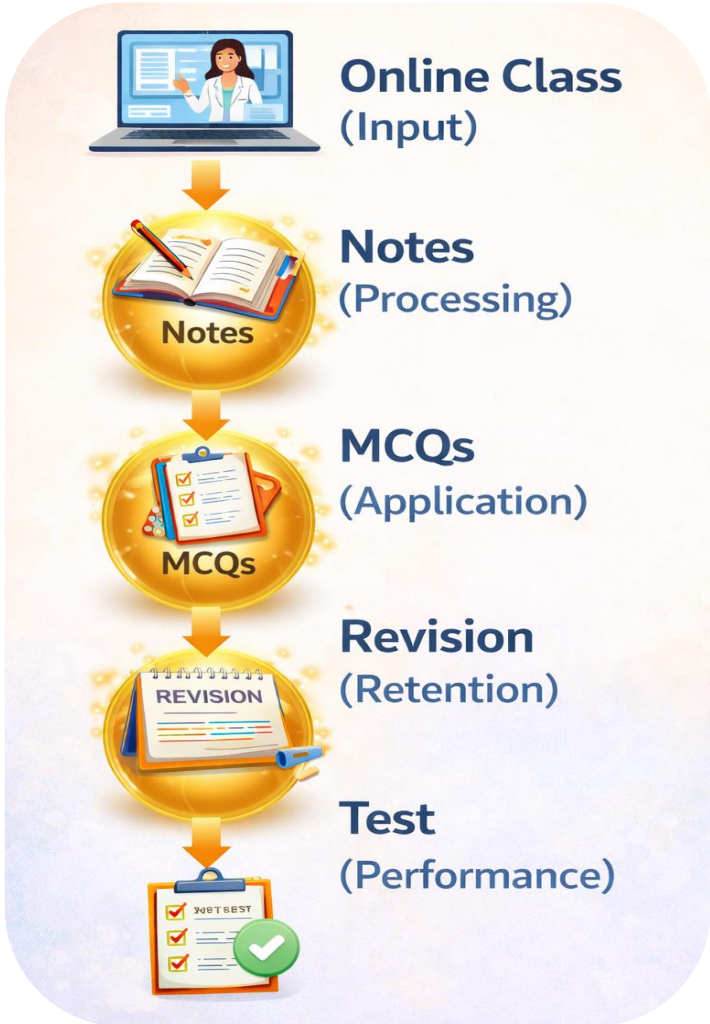 Online Class
(Input)
Notes
(Processing)
Notes
MCQs
(Application)
MCQs
Revision
(Retention)
REVISION
Test
(Performance)